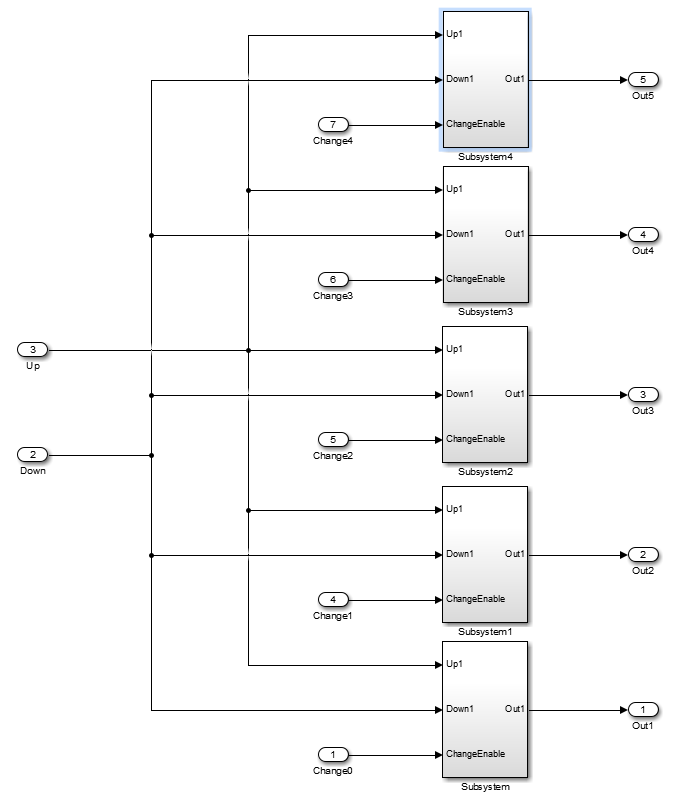 Up1
Down1 Out1
5
Out5
7
ChangeEnable
Change4
Subsystem4
Up1
Down1 Out1
4
Out4
6
ChangeEnable
Change3
Subsystem3
3
Up
Up1
Down1 Out1
3
Out3
5
ChangeEnable
Change2
2
Down
Subsystem2
Up1
Down1 Out1
2
Out2
4
ChangeEnable
Change1
Subsystem1
Up1
Down1 Out1
1
Out1
1
ChangeEnable
Change0
Subsystem